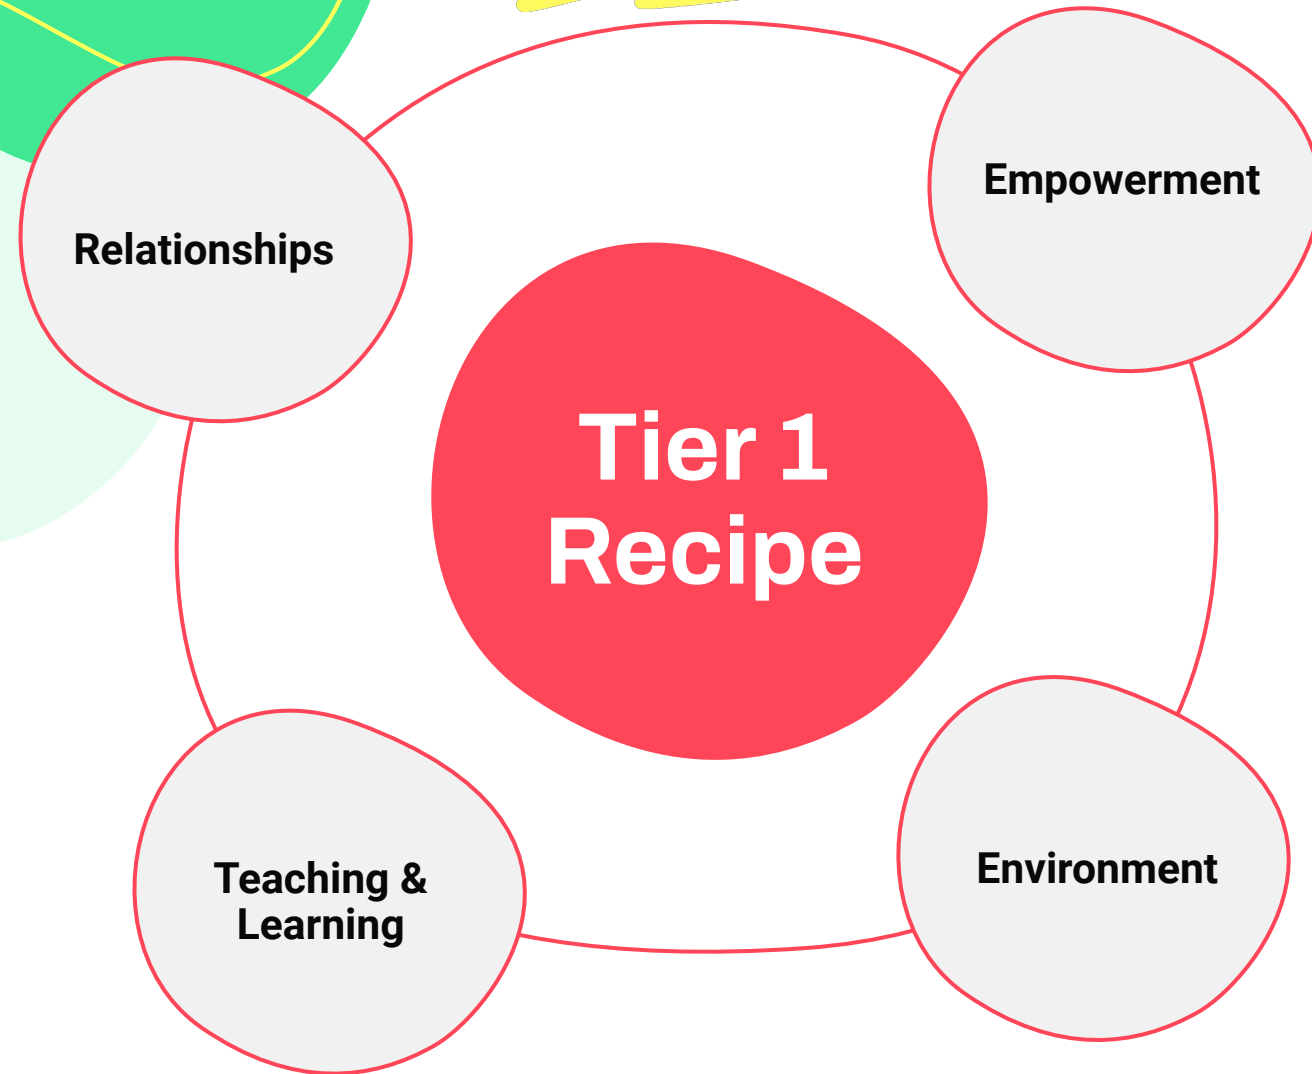 Relationships
Empowerment
Tier 1
Recipe
Teaching &
Learning
Environment